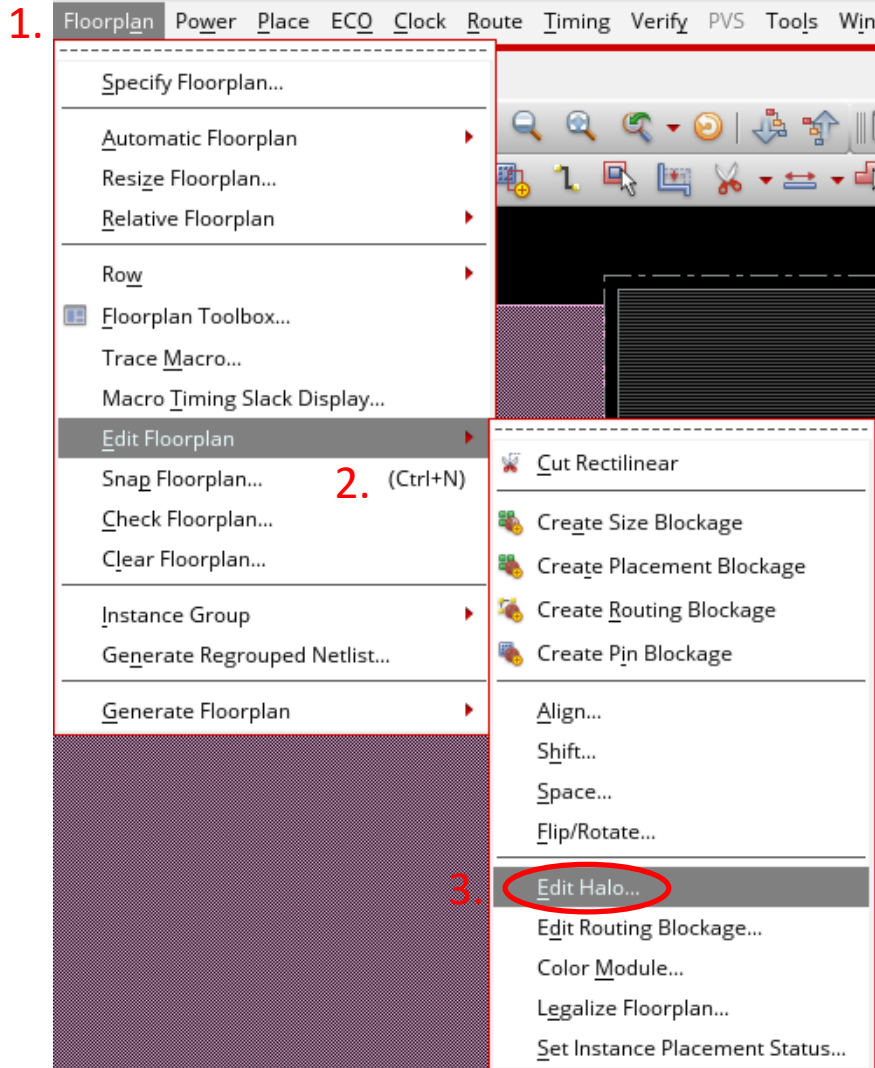 1. Floorplan Power Place ECO Clock Route Timing Verify PVS Tools Win
Specify Floorplan...
Automatic Floorplan
Resize Floorplan...
Relative Floorplan
Row
Floorplan Toolbox...
Trace Macro...
Macro Timing Slack Display...
Edit Floorplan
Snap Floorplan... 2. (Ctrl+N)
Check Floorplan...
Clear Floorplan...
Instance Group
Generate Regrouped Netlist...
Generate Floorplan
Cut Rectilinear
Create Size Blockage
Create Placement Blockage
Create Routing Blockage
Create Pin Blockage
Align...
Shift...
Space...
Flip/Rotate...
3. Edit Halo...
Edit Routing Blockage...
Color Module...
Legalize Floorplan...
Set Instance Placement Status...